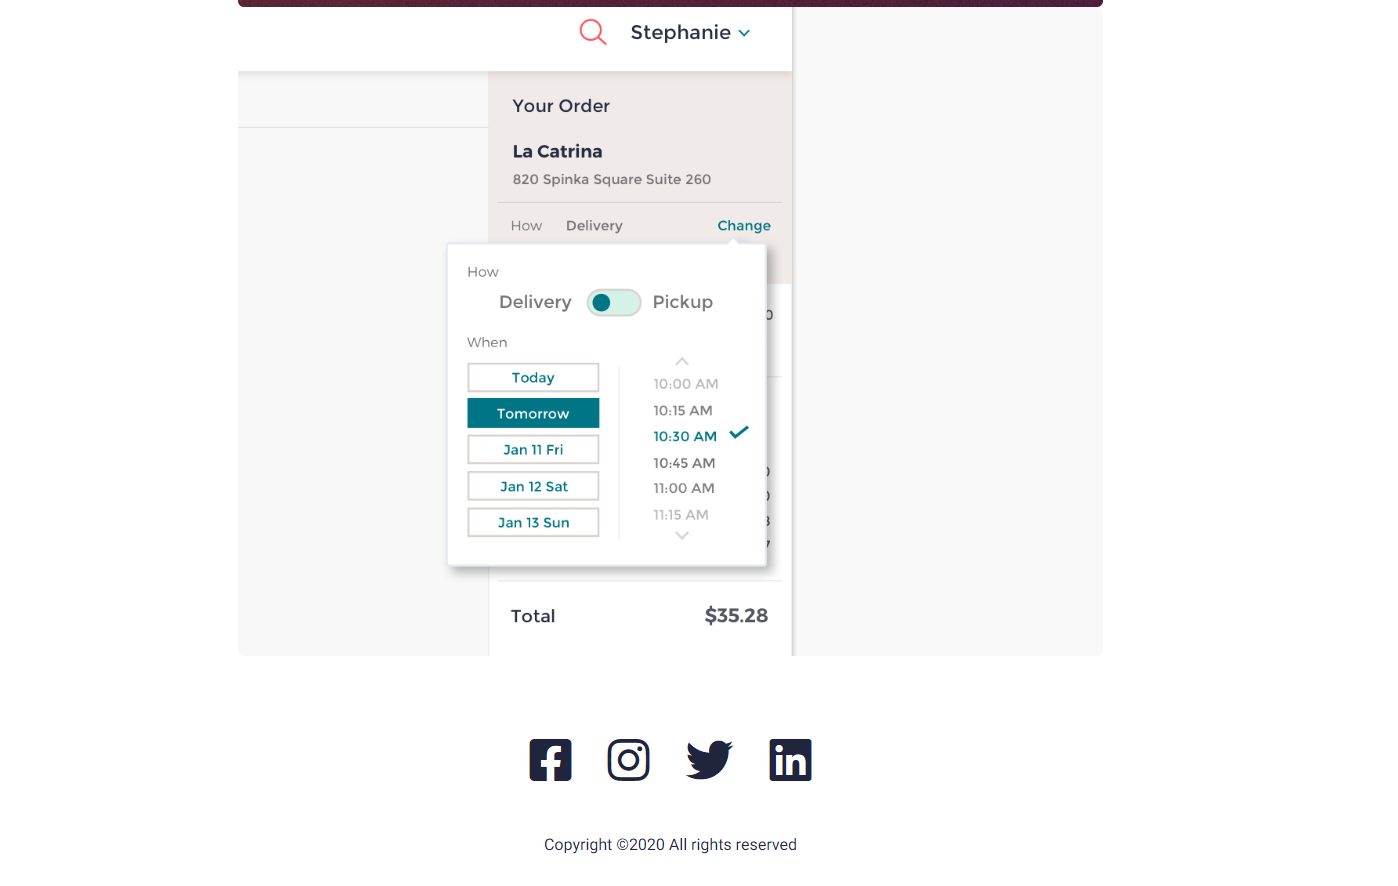 Stephanie
Your Order
La Catrina
820 Spinka Square Suite 260
How Delivery Change
How
Delivery Pickup
When
Today
Tomorrow
Jan 11 Fri
Jan 12 Sat
Jan 13 Sun
10:00 AM
10:15 AM
10:30 AM
10:45 AM
11:00 AM
11:15 AM
Total $35.28
Copyright ©2020 All rights reserved